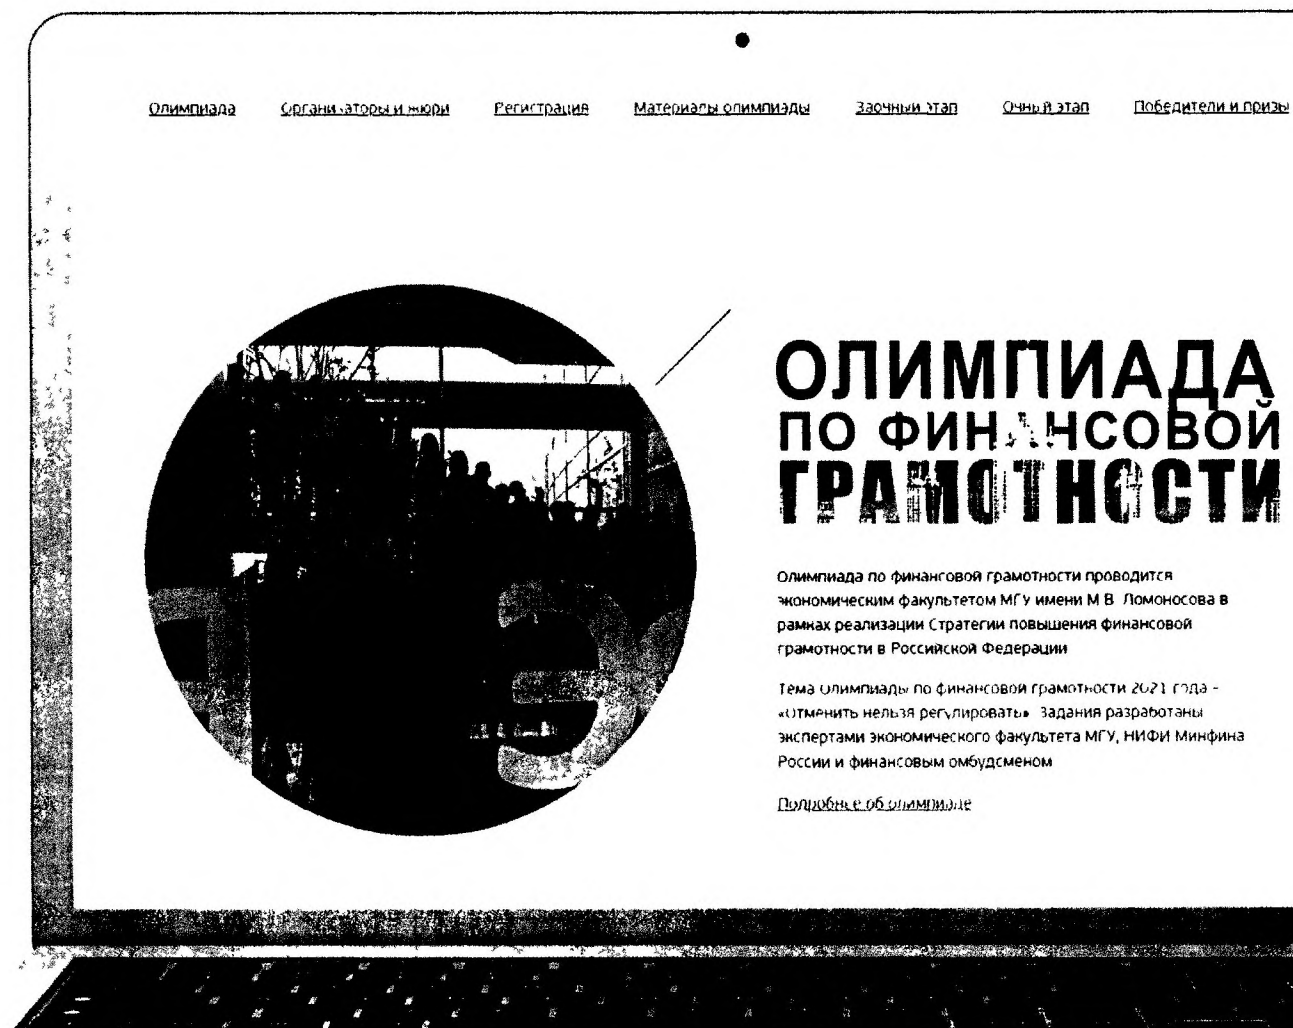 Олимпиада Организаторы и жюри Регистрация Материалы олимпиады Заочный этап Очный этап Победители и призы
ОЛИМПИАДА
ПО ФИНАНСОВОЙ
ГРАМОТНОСТИ
Олимпиада по финансовой грамотности проводится
экономическим факультетом МГУ имени М.В. Ломоносова в
рамках реализации Стратегии повышения финансовой
грамотности в Российской Федерации
Тема Олимпиады по финансовой грамотности 2021 года –
«Отменить нельзя регулировать». Задания разработаны
экспертами экономического факультета МГУ, НИФИ Минфина
России и финансовым омбудсменом
Подробнее об олимпиаде